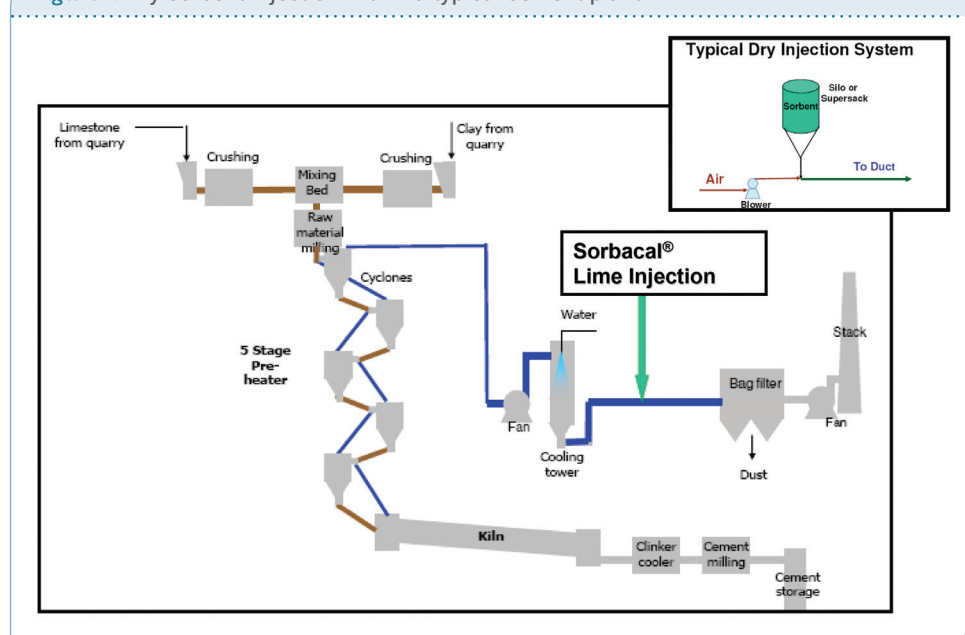 Typical Dry Injection System
Silo or
Supersack
Sorbent
To Duct
Air
Blower
Limestone
from quarry
Crushing
Mixing
Bed
Crushing
Clay from
quarry
Raw
material
milling
Cyclones
5 Stage
Pre-
heater
Sorbacal®
Lime Injection
Water
Fan
Cooling
tower
Bag filter
Dust
Stack
Fan
Kiln
Clinker
cooler
Cement
milling
Cement
storage